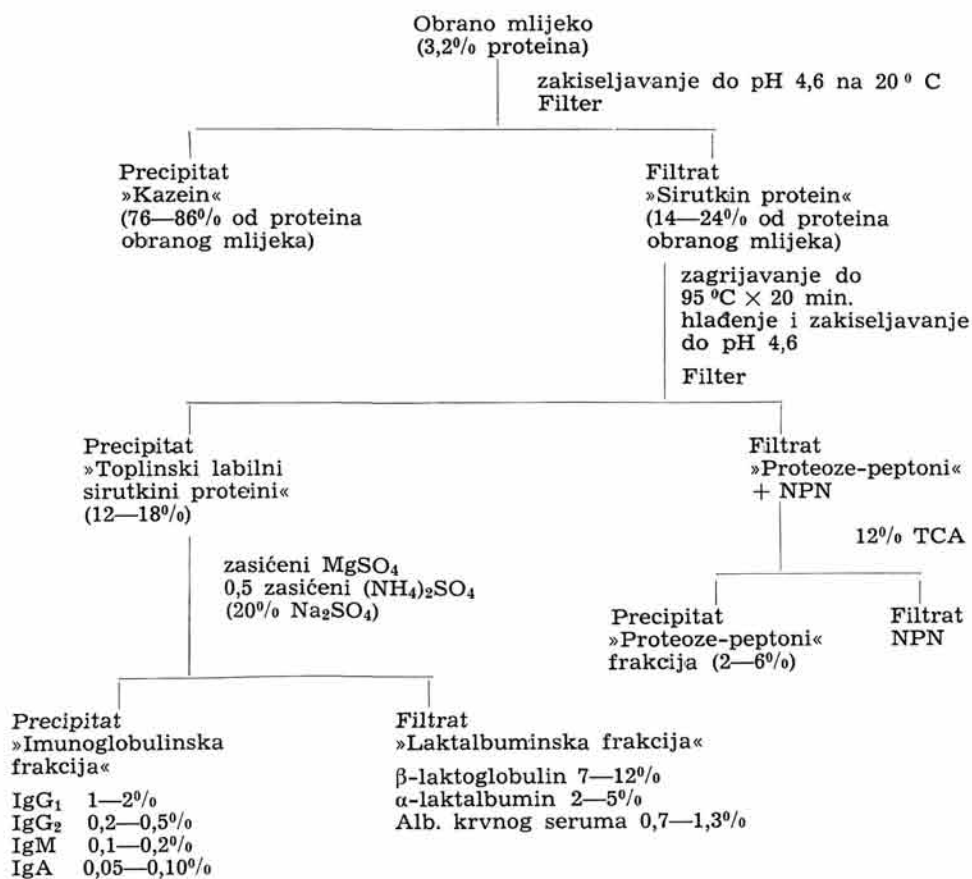 Obrano mlijeko
(3,2% proteina)
zakiseljavanje do pH 4,6 na 20 ° C
Filter
Precipitat
»Kazein«
(76—86% od proteina
obranog mlijeka)
Filtrat
»Sirutkin protein«
(14—24% od proteina
obranog mlijeka)
zagrijavanje do
95 °C × 20 min.
hlađenje i zakiseljavanje
do pH 4,6
Filter
Precipitat
»Toplinski labilni
sirutkini proteini«
(12—18%)
Filtrat
»Proteoze-peptoni«
+ NPN
12% TCA
zasićeni MgSO₄
0,5 zasićeni (NH₄)₂SO₄
(20% Na₂SO₄)
Precipitat
»Proteoze-peptoni«
frakcija (2—6%)
Filtrat
NPN
Precipitat
»Imunoglobulinska
frakcija«
IgG₁ 1—2%
IgG₂ 0,2—0,5%
IgM 0,1—0,2%
IgA 0,05—0,10%
Filtrat
»Laktalbuminska frakcija«
β-laktoglobulin 7—12%
α-laktalbumin 2—5%
Alb. krvnog seruma 0,7—1,3%